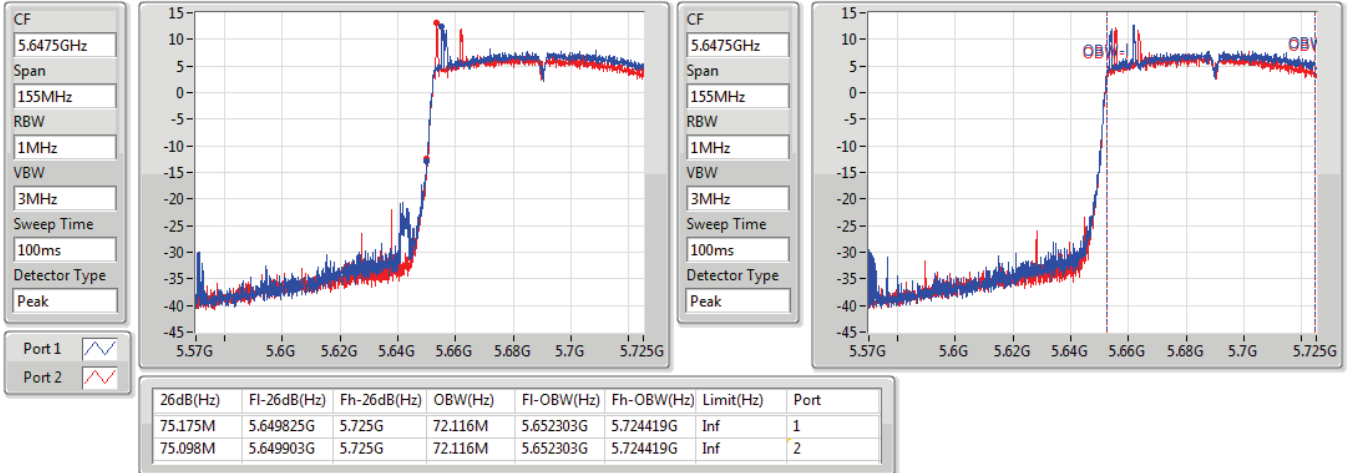 CF
5.6475GHz
Span
155MHz
RBW
1MHz
VBW
3MHz
Sweep Time
100ms
Detector Type
Peak
Port 1
Port 2
15
10
5
0
-5
-10
-15
-20
-25
-30
-35
-40
-45
5.57G 5.6G 5.62G 5.64G 5.66G 5.68G 5.7G 5.725G
CF
5.6475GHz
Span
155MHz
RBW
1MHz
VBW
3MHz
Sweep Time
100ms
Detector Type
Peak
15
10
5
0
-5
-10
-15
-20
-25
-30
-35
-40
-45
OBW
OBW
5.57G 5.6G 5.62G 5.64G 5.66G 5.68G 5.7G 5.725G
26dB(Hz) Fl-26dB(Hz) Fh-26dB(Hz) OBW(Hz) Fl-OBW(Hz) Fh-OBW(Hz) Limit(Hz) Port
75.175M 5.649825G 5.725G 72.116M 5.652303G 5.724419G Inf 1
75.098M 5.649903G 5.725G 72.116M 5.652303G 5.724419G Inf 2